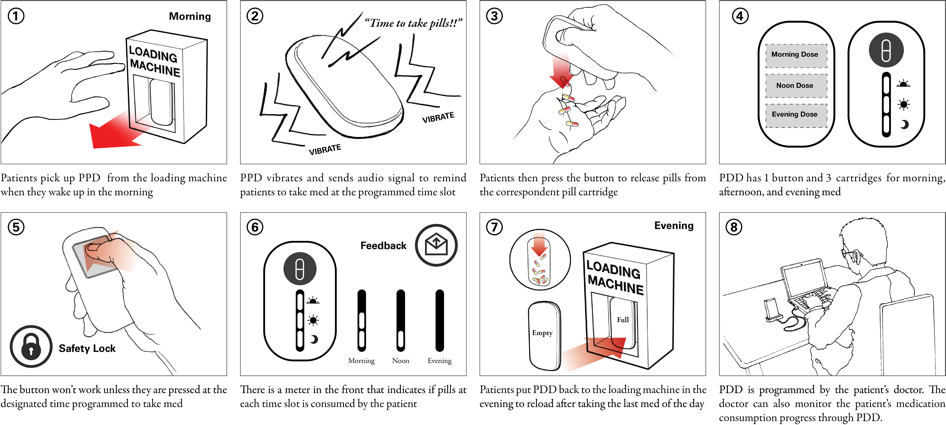 1
Morning
LOADING
MACHINE
Patients pick up PPD from the loading machine
when they wake up in the morning
2
"Time to take pills!!"
VIBRATE
VIBRATE
PPD vibrates and sends audio signal to remind
patients to take med at the programmed time slot
3
Patients then press the button to release pills from
the correspondent pill cartridge
4
Morning Dose
Noon Dose
Evening Dose
PDD has 1 button and 3 cartridges for morning,
afternoon, and evening med
5
Safety Lock
The button won't work unless they are pressed at the
designated time programmed to take med
6
Feedback
Morning
Noon
Evening
There is a meter in the front that indicates if pills at
each time slot is consumed by the patient
7
Evening
LOADING
MACHINE
Empty
Full
Patients put PDD back to the loading machine in the
evening to reload after taking the last med of the day
8
PDD is programmed by the patient's doctor. The
doctor can also monitor the patient's medication
consumption progress through PDD.